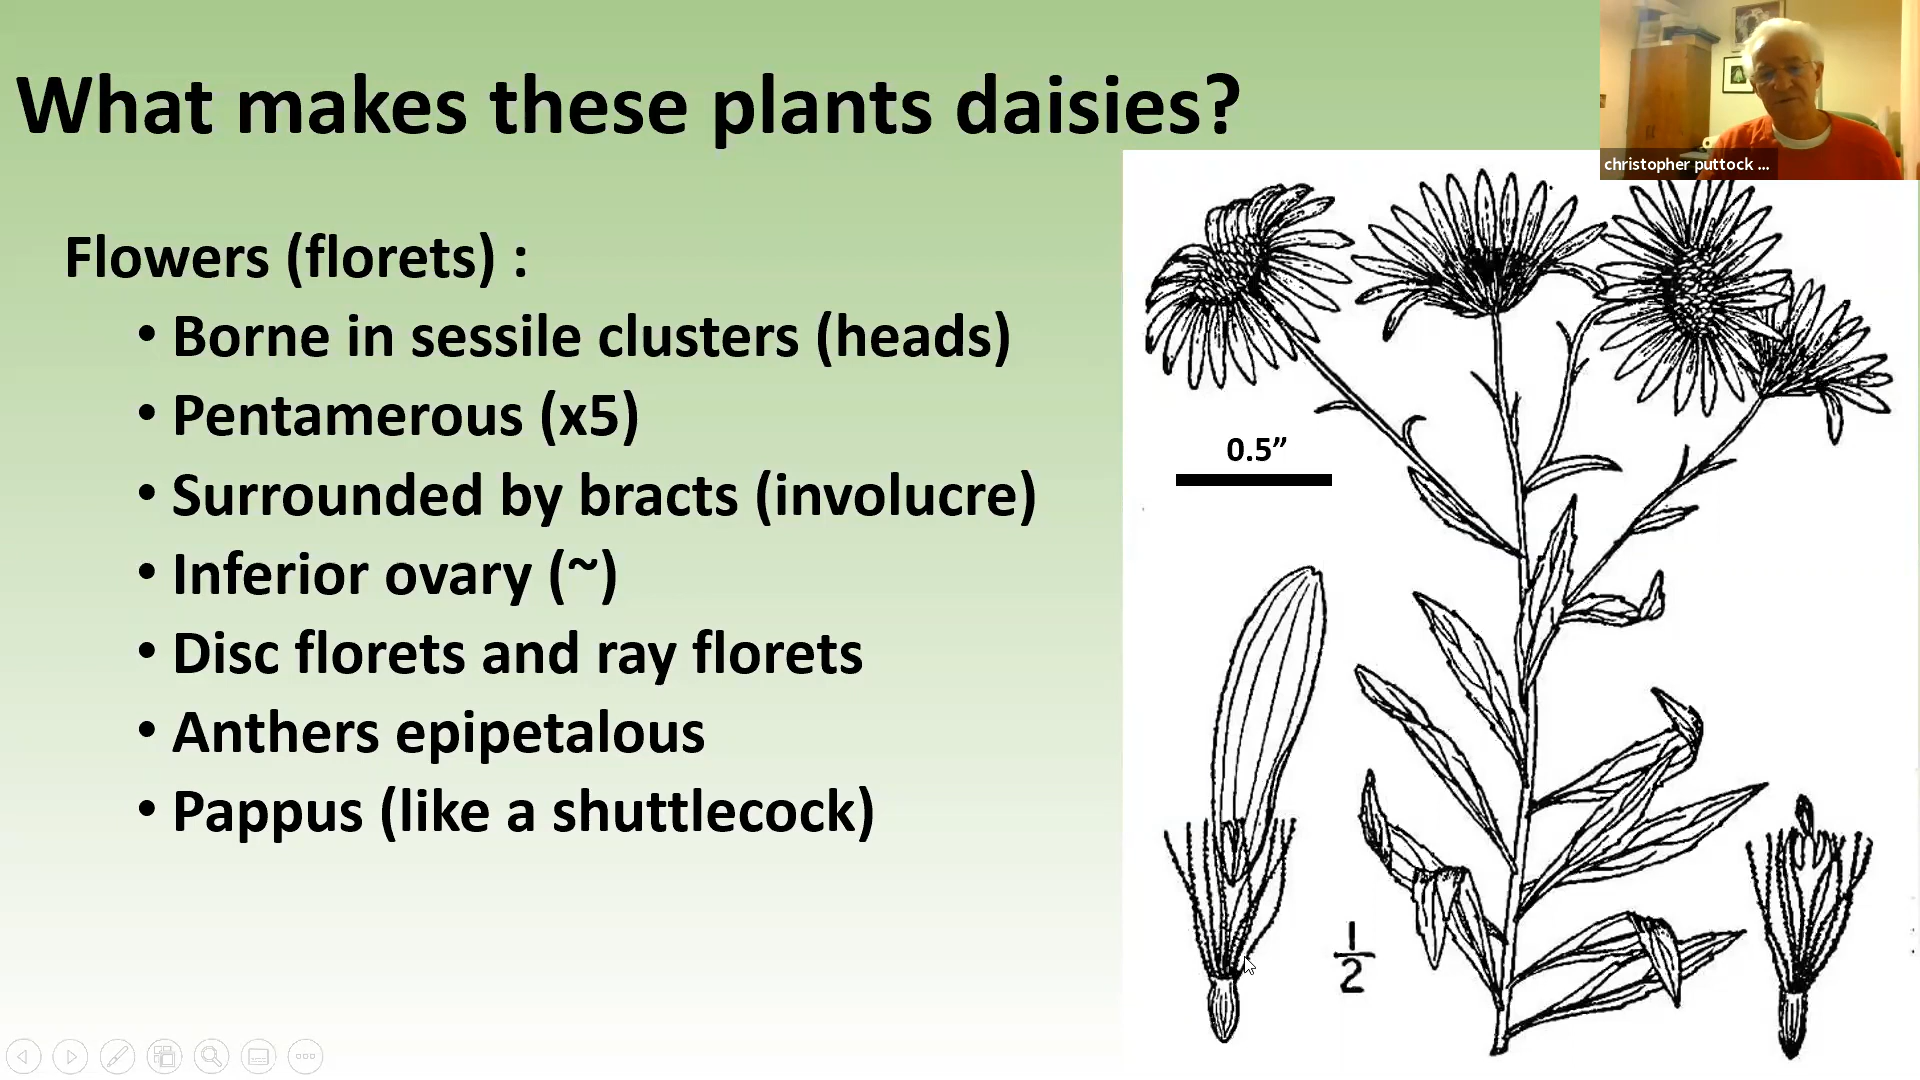 What makes these plants daisies?
christopher puttock ...
Flowers (florets) :
• Borne in sessile clusters (heads)
• Pentamerous (x5)
• Surrounded by bracts (involucre)
• Inferior ovary (~)
• Disc florets and ray florets
• Anthers epipetalous
• Pappus (like a shuttlecock)
0.5”
1
2